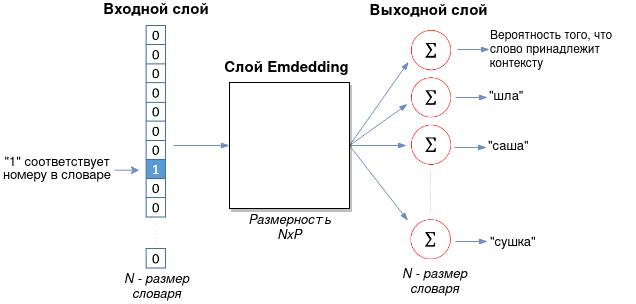 Входной слой
0
0
0
0
0
0
0
1
0
0
0
"1" соответствует
номеру в словаре
N - размер
словаря
Слой Emdedding
Размерность
NxP
Выходной слой
Σ
Вероятность того, что
слово принадлежит
контексту
Σ
"шла"
Σ
"саша"
Σ
"сушка"
N - размер
словаря